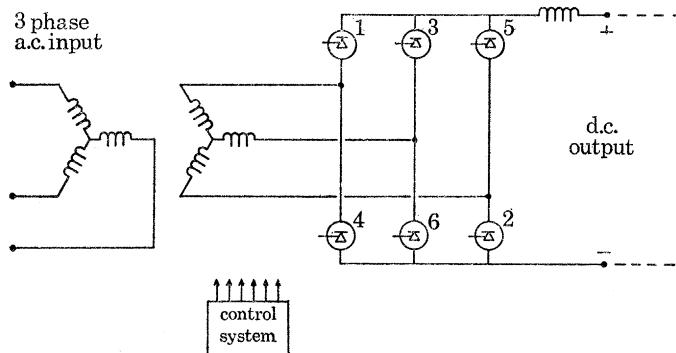 3 phase
a.c. input
1
3
5
+
d.c.
output
4
6
2
−
control
system